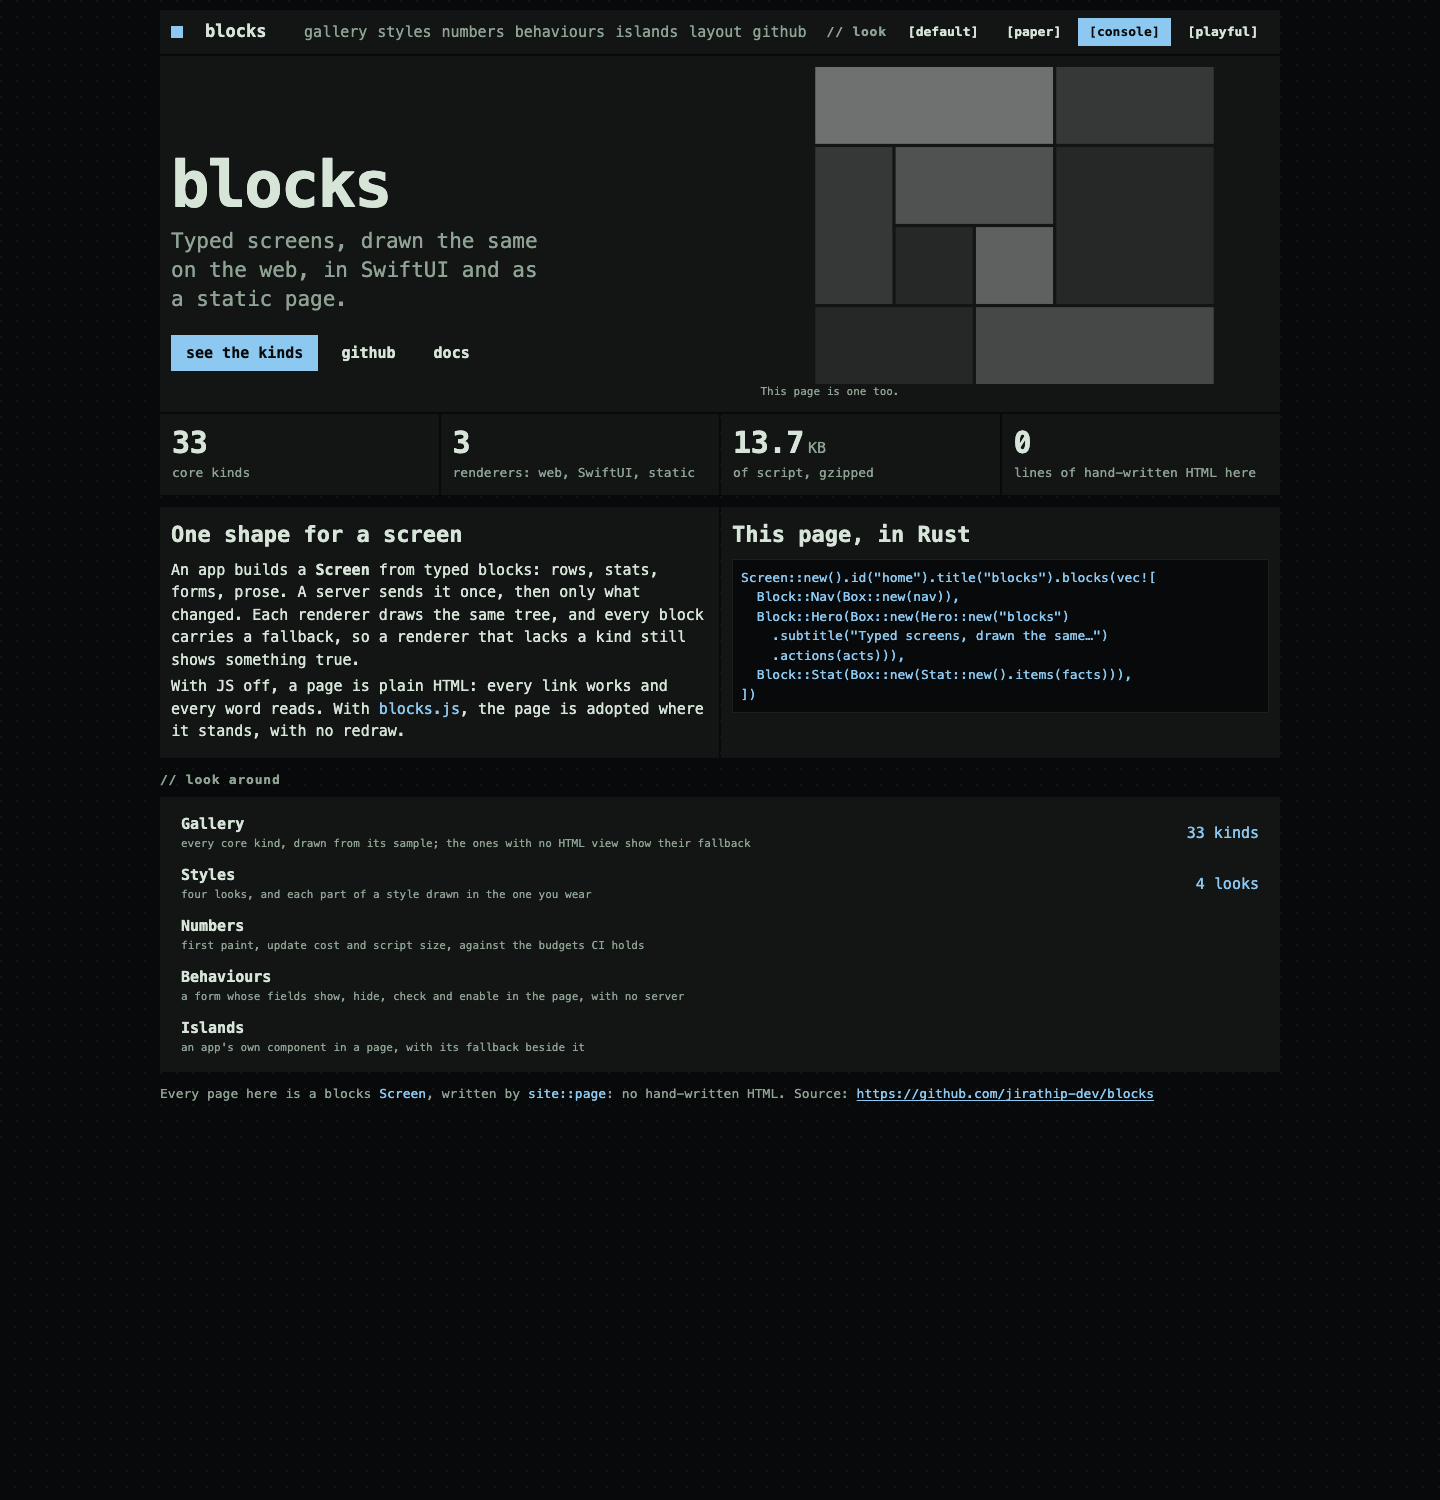 blocks gallery styles numbers behaviours islands layout github // look [default] [paper] [console] [playful]
blocks
Typed screens, drawn the same
on the web, in SwiftUI and as
a static page.
see the kinds github docs
This page is one too.
33
core kinds
3
renderers: web, SwiftUI, static
13.7 KB
of script, gzipped
0
lines of hand-written HTML here
One shape for a screen
An app builds a Screen from typed blocks: rows, stats,
forms, prose. A server sends it once, then only what
changed. Each renderer draws the same tree, and every block
carries a fallback, so a renderer that lacks a kind still
shows something true.
With JS off, a page is plain HTML: every link works and
every word reads. With blocks.js, the page is adopted where
it stands, with no redraw.
This page, in Rust
Screen::new().id("home").title("blocks").blocks(vec![
  Block::Nav(Box::new(nav)),
  Block::Hero(Box::new(Hero::new("blocks")
    .subtitle("Typed screens, drawn the same…")
    .actions(acts))),
  Block::Stat(Box::new(Stat::new().items(facts))),
])
// look around
Gallery
every core kind, drawn from its sample; the ones with no HTML view show their fallback
33 kinds
Styles
four looks, and each part of a style drawn in the one you wear
4 looks
Numbers
first paint, update cost and script size, against the budgets CI holds
Behaviours
a form whose fields show, hide, check and enable in the page, with no server
Islands
an app's own component in a page, with its fallback beside it
Every page here is a blocks Screen, written by site::page: no hand-written HTML. Source: https://github.com/jirathip-dev/blocks